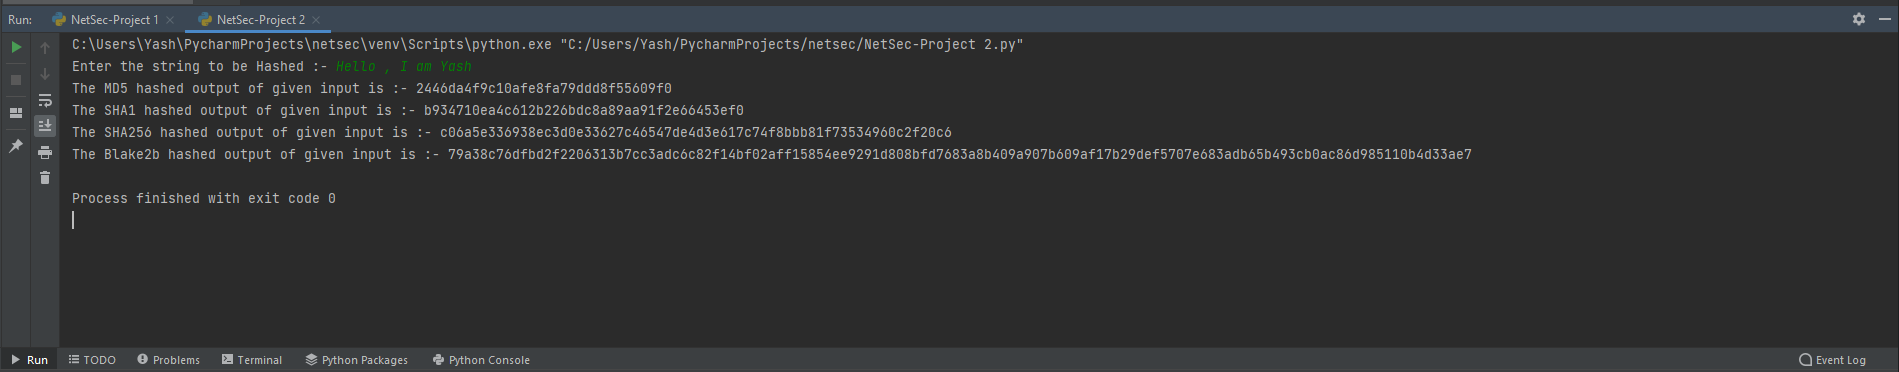 Run: NetSec-Project 1 × NetSec-Project 2 ×
C:\Users\Yash\PycharmProjects\netsec\venv\Scripts\python.exe "C:/Users/Yash/PycharmProjects/netsec/NetSec-Project 2.py"
Enter the string to be Hashed :- Hello , I am Yash
The MD5 hashed output of given input is :- 2446da4f9c10afe8fa79ddd8f55609f0
The SHA1 hashed output of given input is :- b934710ea4c612b226bdc8a89aa91f2e66453ef0
The SHA256 hashed output of given input is :- c06a5e336938ec3d0e33627c46547de4d3e617c74f8bbb81f73534960c2f20c6
The Blake2b hashed output of given input is :- 79a38c76dfbd2f2206313b7cc3adc6c82f14bf02aff15854ee9291d808bfd7683a8b409a907b609af17b29def5707e683adb65b493cb0ac86d985110b4d33ae7
Process finished with exit code 0
Run TODO Problems Terminal Python Packages Python Console Event Log